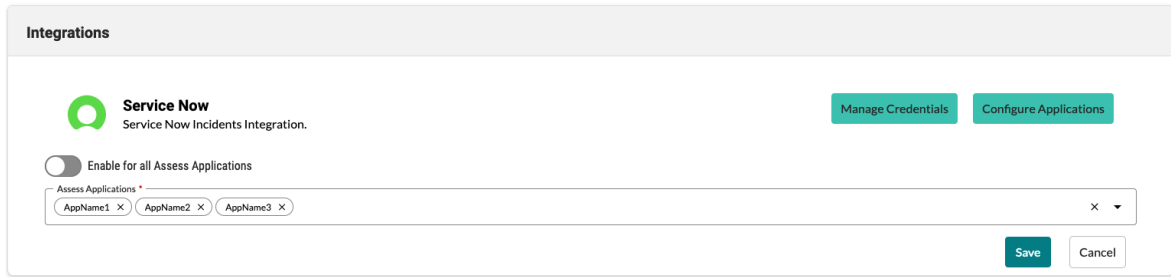 Integrations
Service Now
Service Now Incidents Integration.
Manage Credentials
Configure Applications
Enable for all Assess Applications
Assess Applications *
AppName1 × AppName2 × AppName3 ×
Save
Cancel